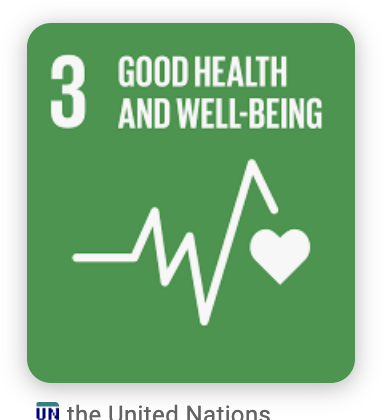 3 GOOD HEALTH
AND WELL-BEING
UN the United Nations